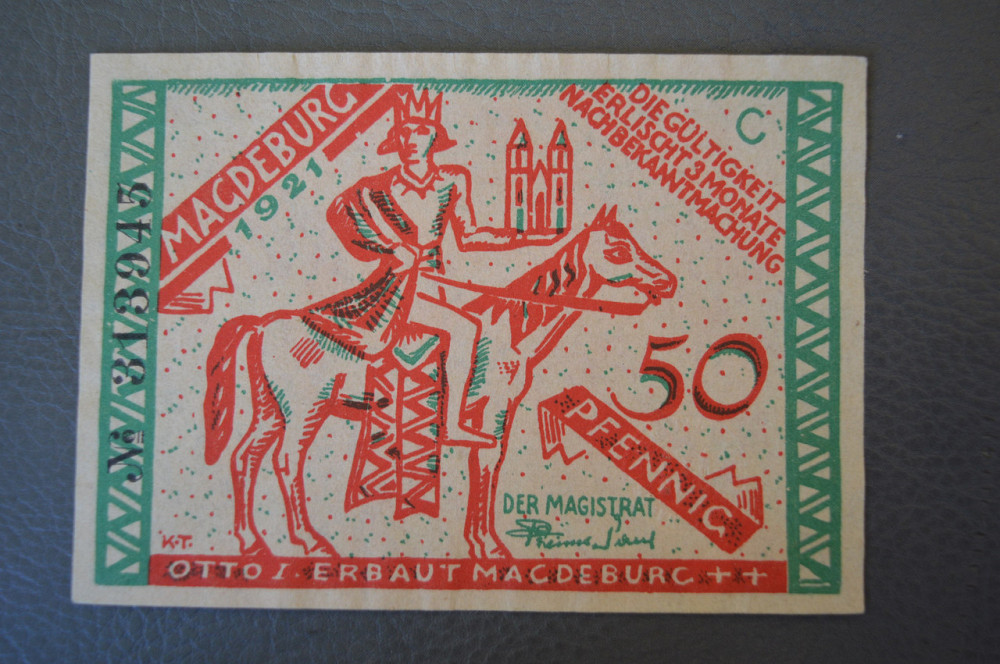 MAGDEBURG
1921
DIE GÜLTIGKEIT
ERLISCHT 3 MONATE
NACH BEKANNTMACHUNG
C
№ 313945
50
PFENNIG
DER MAGISTRAT
K·T.
OTTO I · ERBAUT MAGDEBURG ++